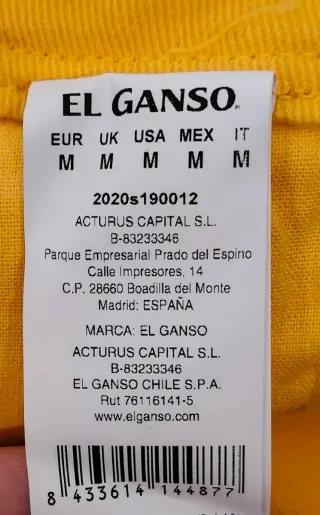 EL GANSO
EUR UK USA MEX IT
M M M M M
2020s190012
ACTURUS CAPITAL S.L.
B-83233346
Parque Empresarial Prado del Espino
Calle Impresores, 14
C.P. 28660 Boadilla del Monte
Madrid: ESPAÑA
MARCA: EL GANSO
ACTURUS CAPITAL S.L.
B-83233346
EL GANSO CHILE S.P.A.
Rut 76116141-5
www.elganso.com
8 433614 144877